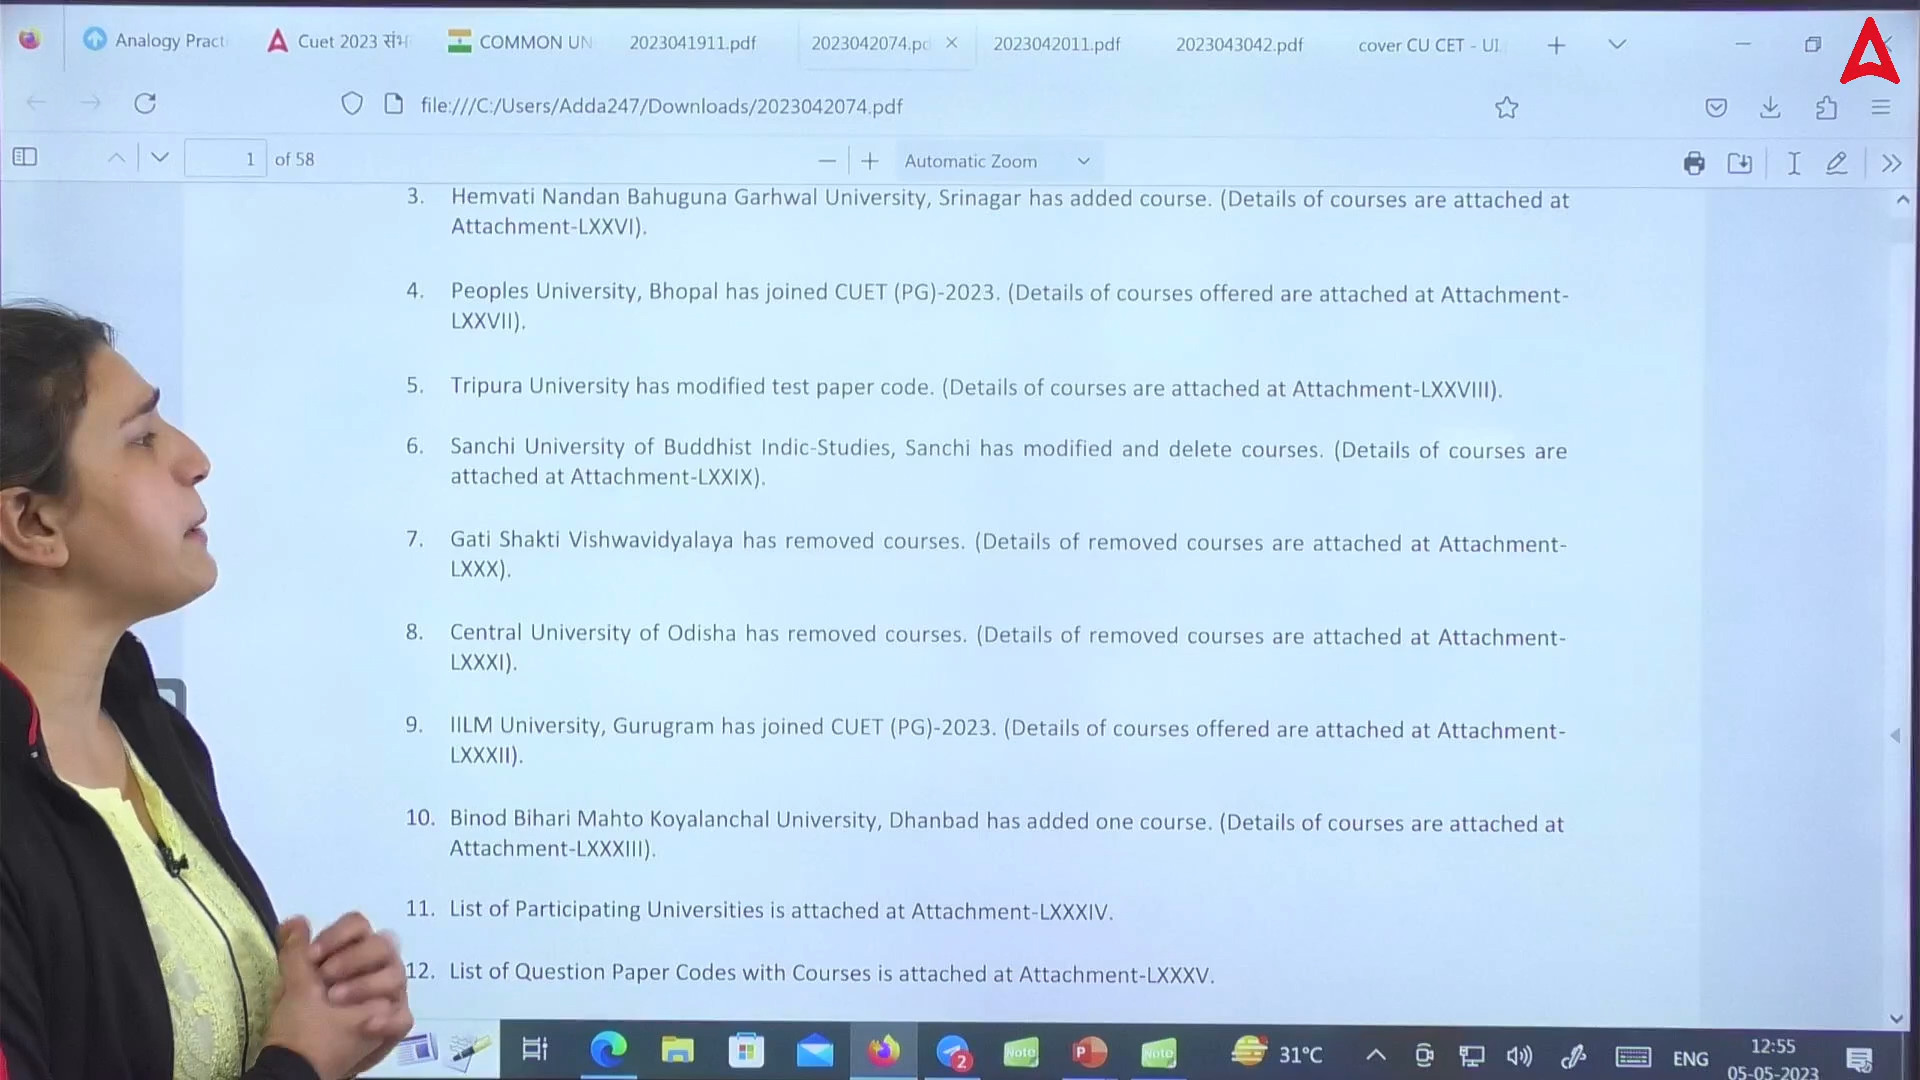 Analogy Pract
Cuet 2023 संभ
COMMON UN
2023041911.pdf
2023042074.pd
2023042011.pdf
2023043042.pdf
cover CU CET - UI
file:///C:/Users/Adda247/Downloads/2023042074.pdf
1 of 58
Automatic Zoom
3. Hemvati Nandan Bahuguna Garhwal University, Srinagar has added course. (Details of courses are attached at
Attachment-LXXVI).
4. Peoples University, Bhopal has joined CUET (PG)-2023. (Details of courses offered are attached at Attachment-
LXXVII).
5. Tripura University has modified test paper code. (Details of courses are attached at Attachment-LXXVIII).
6. Sanchi University of Buddhist Indic-Studies, Sanchi has modified and delete courses. (Details of courses are
attached at Attachment-LXXIX).
7. Gati Shakti Vishwavidyalaya has removed courses. (Details of removed courses are attached at Attachment-
LXXX).
8. Central University of Odisha has removed courses. (Details of removed courses are attached at Attachment-
LXXXI).
9. IILM University, Gurugram has joined CUET (PG)-2023. (Details of courses offered are attached at Attachment-
LXXXII).
10. Binod Bihari Mahto Koyalanchal University, Dhanbad has added one course. (Details of courses are attached at
Attachment-LXXXIII).
11. List of Participating Universities is attached at Attachment-LXXXIV.
12. List of Question Paper Codes with Courses is attached at Attachment-LXXXV.
2
Note
P
Note
31°C
ENG
12:55
05-05-2023